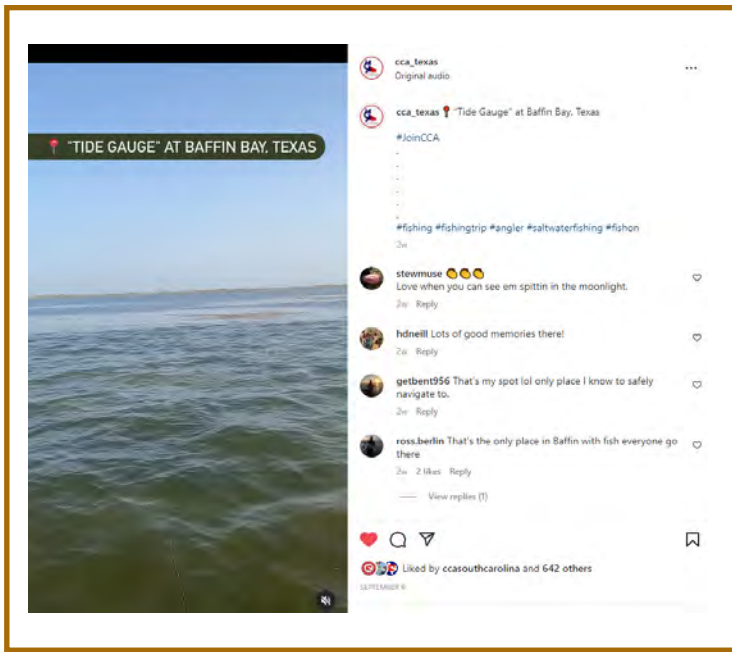 "TIDE GAUGE" AT BAFFIN BAY, TEXAS
cca_texas
Original audio
cca_texas "Tide Gauge" at Baffin Bay, Texas
#JoinCCA
.
.
.
.
.
.
#fishing #fishingtrip #angler #saltwaterfishing #fishon
2w
stewmuse
Love when you can see em spittin in the moonlight.
2w Reply
hdneill Lots of good memories there!
2w Reply
getbent956 That's my spot lol only place I know to safely
navigate to.
2w Reply
ross.berlin That's the only place in Baffin with fish everyone go
there
2w 2 likes Reply
View replies (1)
Liked by ccasouthcarolina and 642 others